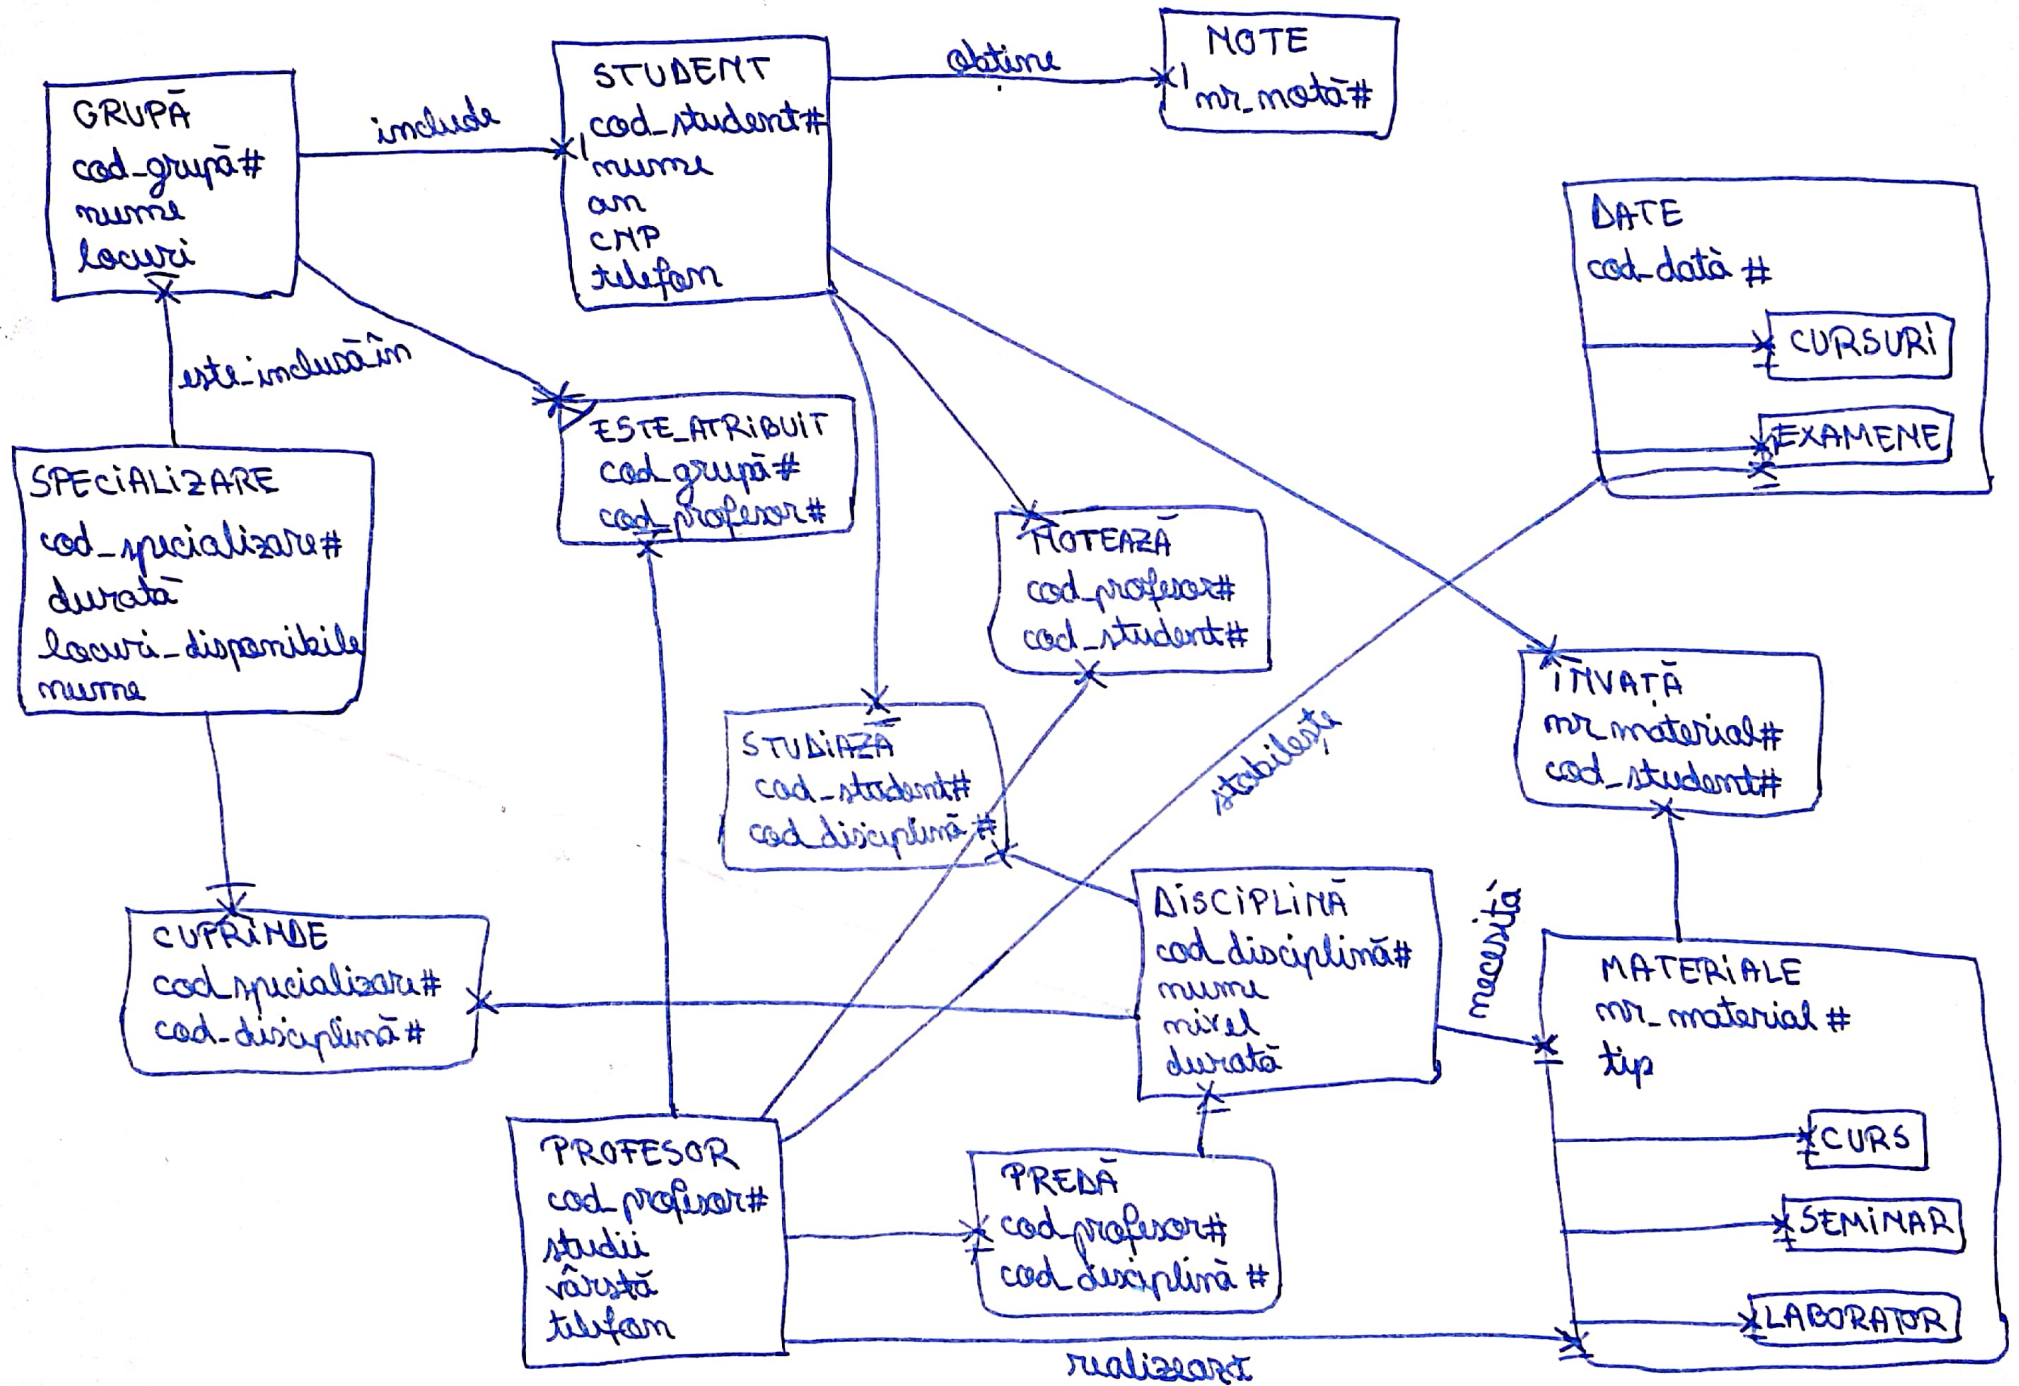 NOTE
nr_notă#
obtine
STUDENT
cod_student#
nume
an
CNP
telefon
include
GRUPĂ
cod_grupă#
nume
locuri
DATE
cod_dată #
CURSURI
EXAMENE
este_inclusă_în
ESTE_ATRIBUIT
cod_grupă#
cod_profesor#
SPECIALIZARE
cod_specializare#
durată
locuri_disponibile
nume
NOTEAZĂ
cod_profesor#
cod_student#
ÎNVAȚĂ
nr_material#
cod_student#
stabilește
STUDIAZĂ
cod_student#
cod_disciplină #
DISCIPLINĂ
cod_disciplină#
nume
nivel
durată
necesită
CUPRINDE
cod_specializare#
cod_disciplină#
MATERIALE
nr_material #
tip
CURS
SEMINAR
LABORATOR
PROFESOR
cod_profesor#
studii
vârstă
telefon
PREDĂ
cod_profesor#
cod_disciplină #
realizează